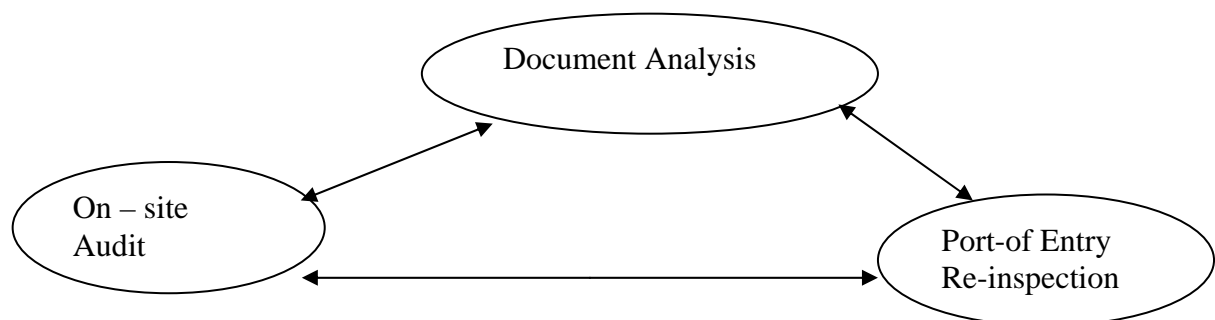 Document Analysis
On – site
Audit
Port-of Entry
Re-inspection